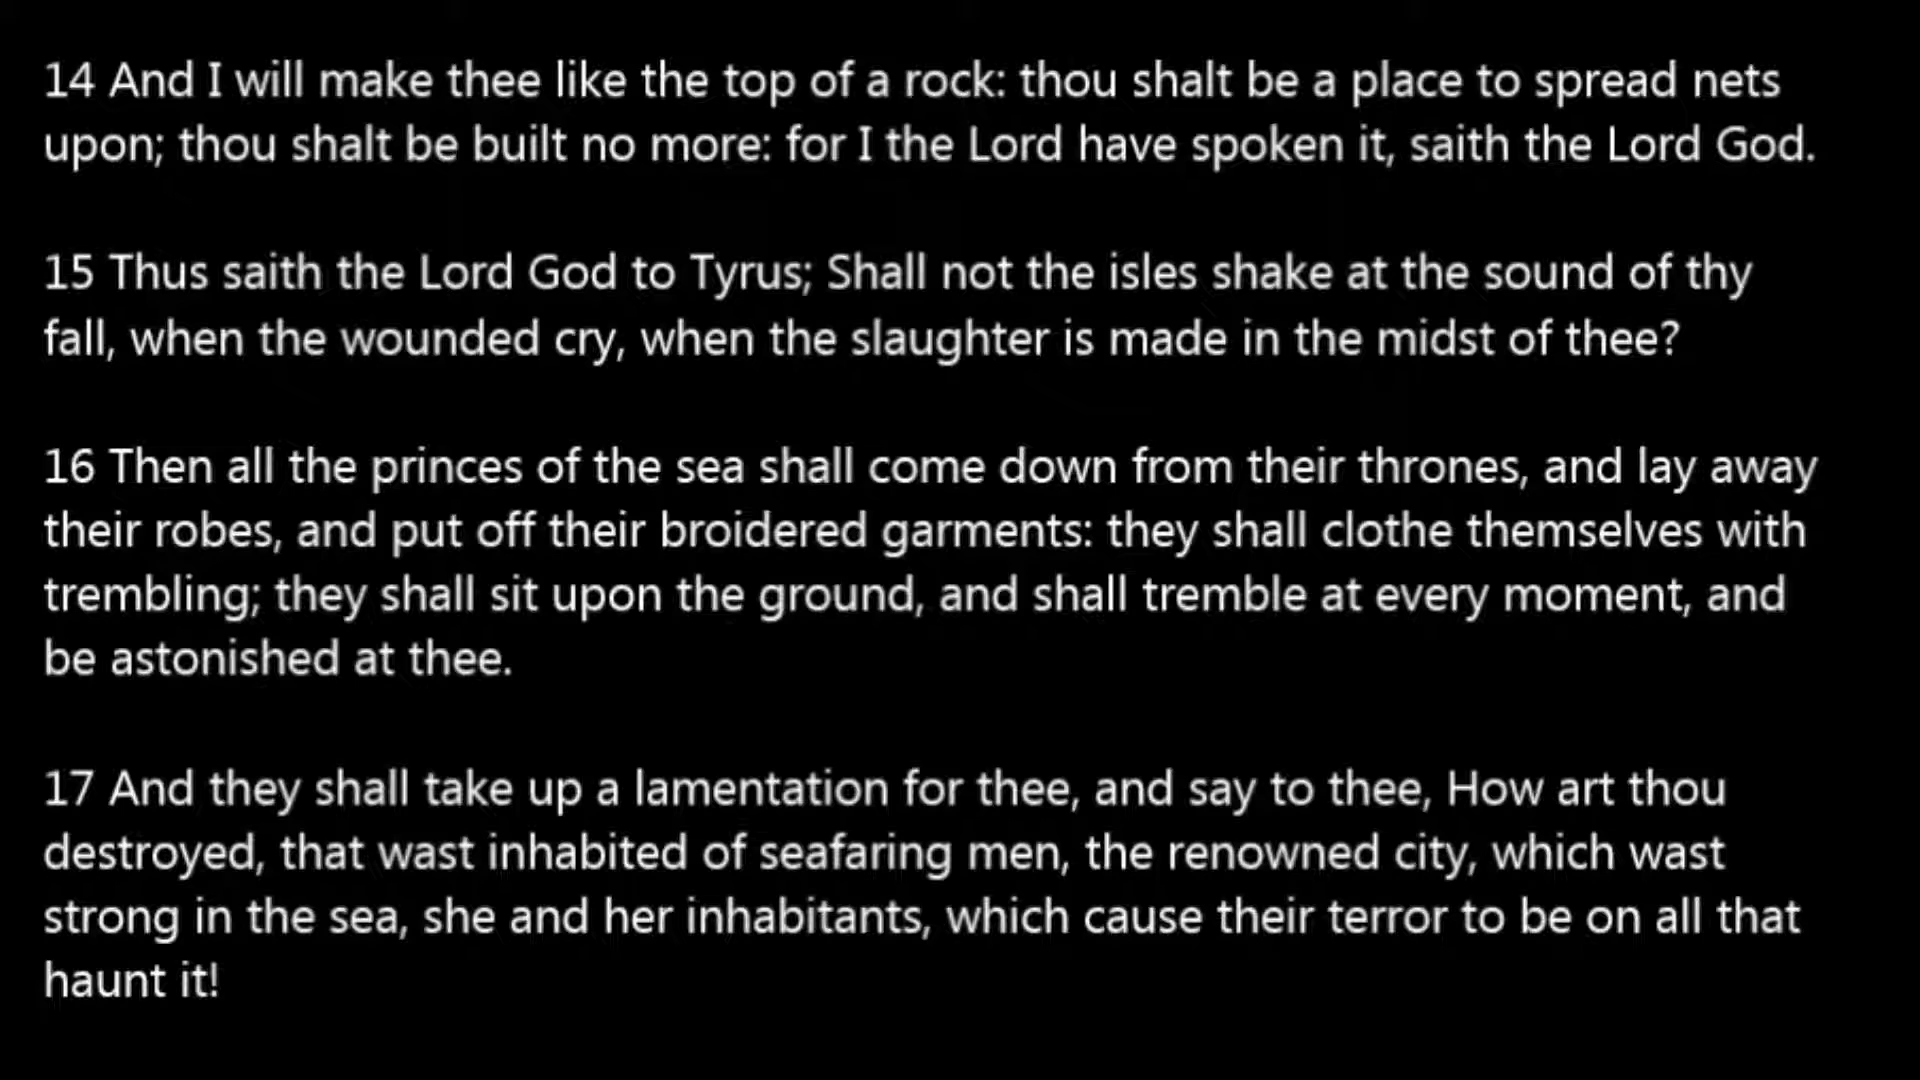 14 And I will make thee like the top of a rock: thou shalt be a place to spread nets
upon; thou shalt be built no more: for I the Lord have spoken it, saith the Lord God.
15 Thus saith the Lord God to Tyrus; Shall not the isles shake at the sound of thy
fall, when the wounded cry, when the slaughter is made in the midst of thee?
16 Then all the princes of the sea shall come down from their thrones, and lay away
their robes, and put off their broidered garments: they shall clothe themselves with
trembling; they shall sit upon the ground, and shall tremble at every moment, and
be astonished at thee.
17 And they shall take up a lamentation for thee, and say to thee, How art thou
destroyed, that wast inhabited of seafaring men, the renowned city, which wast
strong in the sea, she and her inhabitants, which cause their terror to be on all that
haunt it!